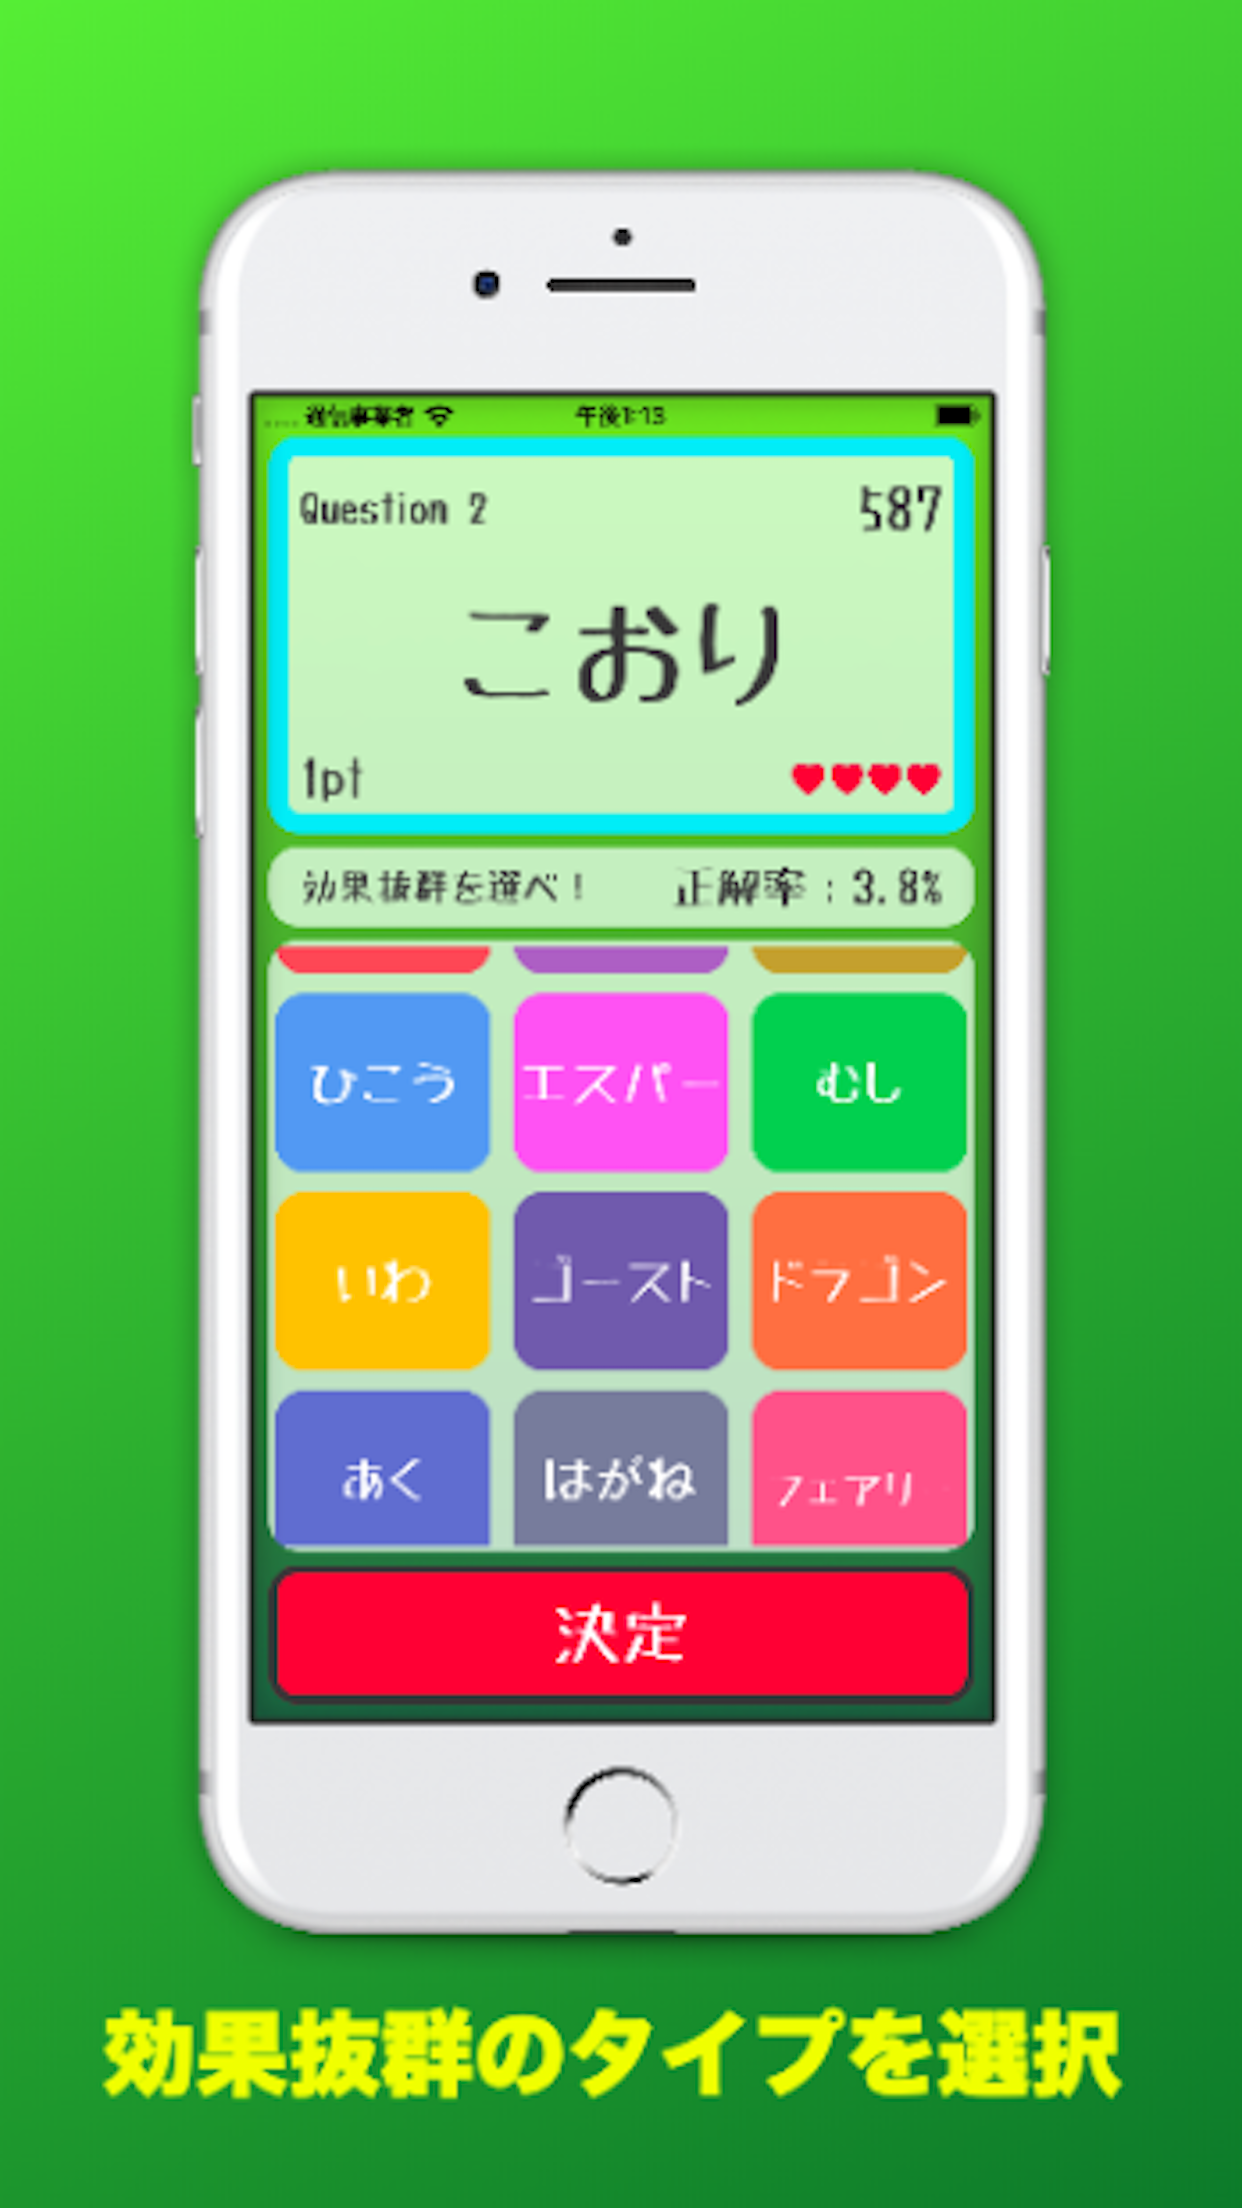 通信事業者
午後1:13
Question 2
587
こおり
1pt
効果抜群を選べ！
正解率：3.8%
ひこう
エスパー
むし
いわ
ゴースト
ドラゴン
あく
はがね
フェアリー
決定
効果抜群のタイプを選択